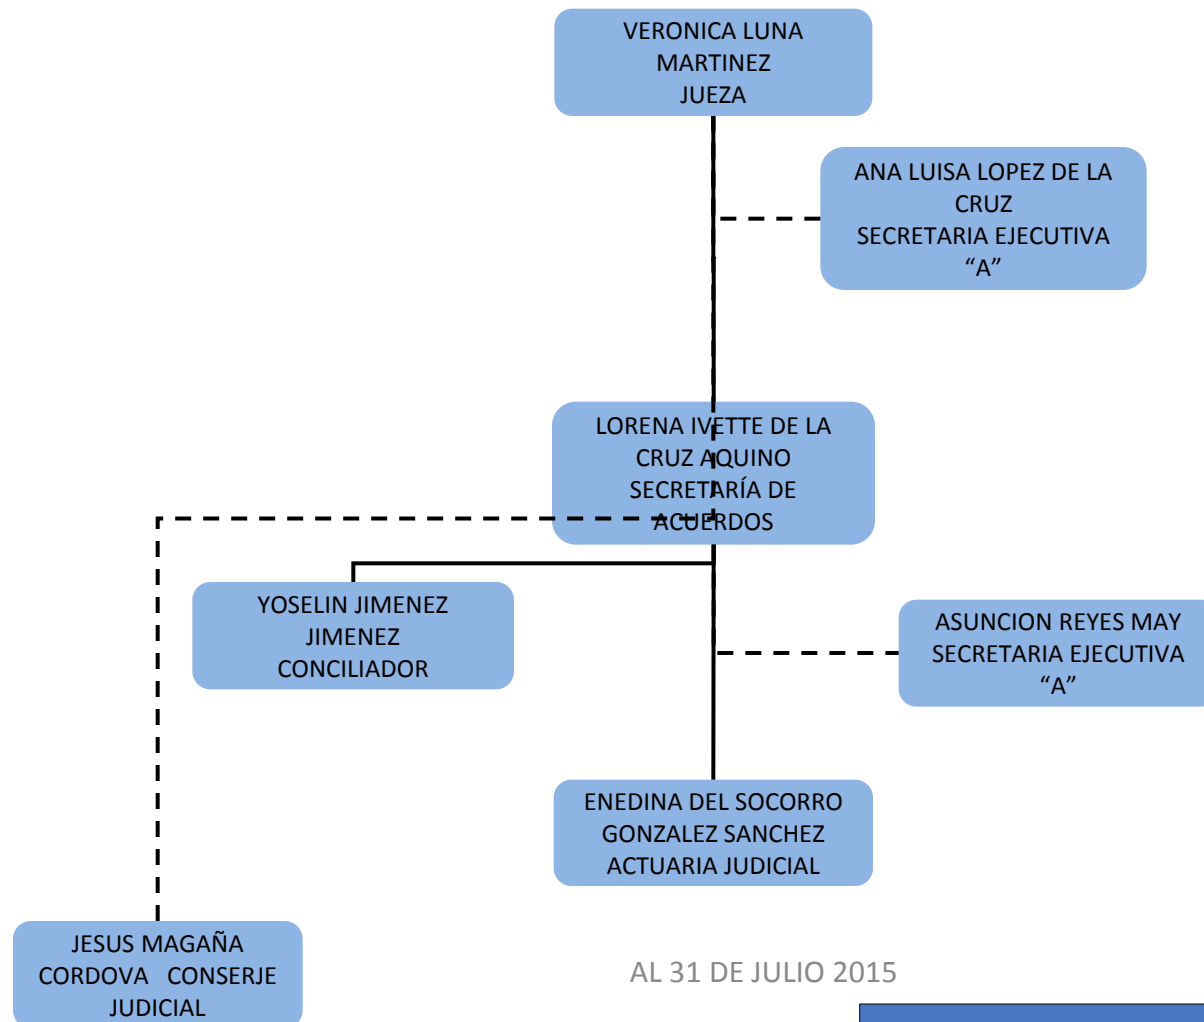 VERONICA LUNA
MARTINEZ
JUEZA
ANA LUISA LOPEZ DE LA
CRUZ
SECRETARIA EJECUTIVA
“A”
LORENA IVETTE DE LA
CRUZ AQUINO
SECRETARÍA DE
ACUERDOS
YOSELIN JIMENEZ
JIMENEZ
CONCILIADOR
ASUNCION REYES MAY
SECRETARIA EJECUTIVA
“A”
ENEDINA DEL SOCORRO
GONZALEZ SANCHEZ
ACTUARIA JUDICIAL
JESUS MAGAÑA
CORDOVA CONSERJE
JUDICIAL
AL 31 DE JULIO 2015